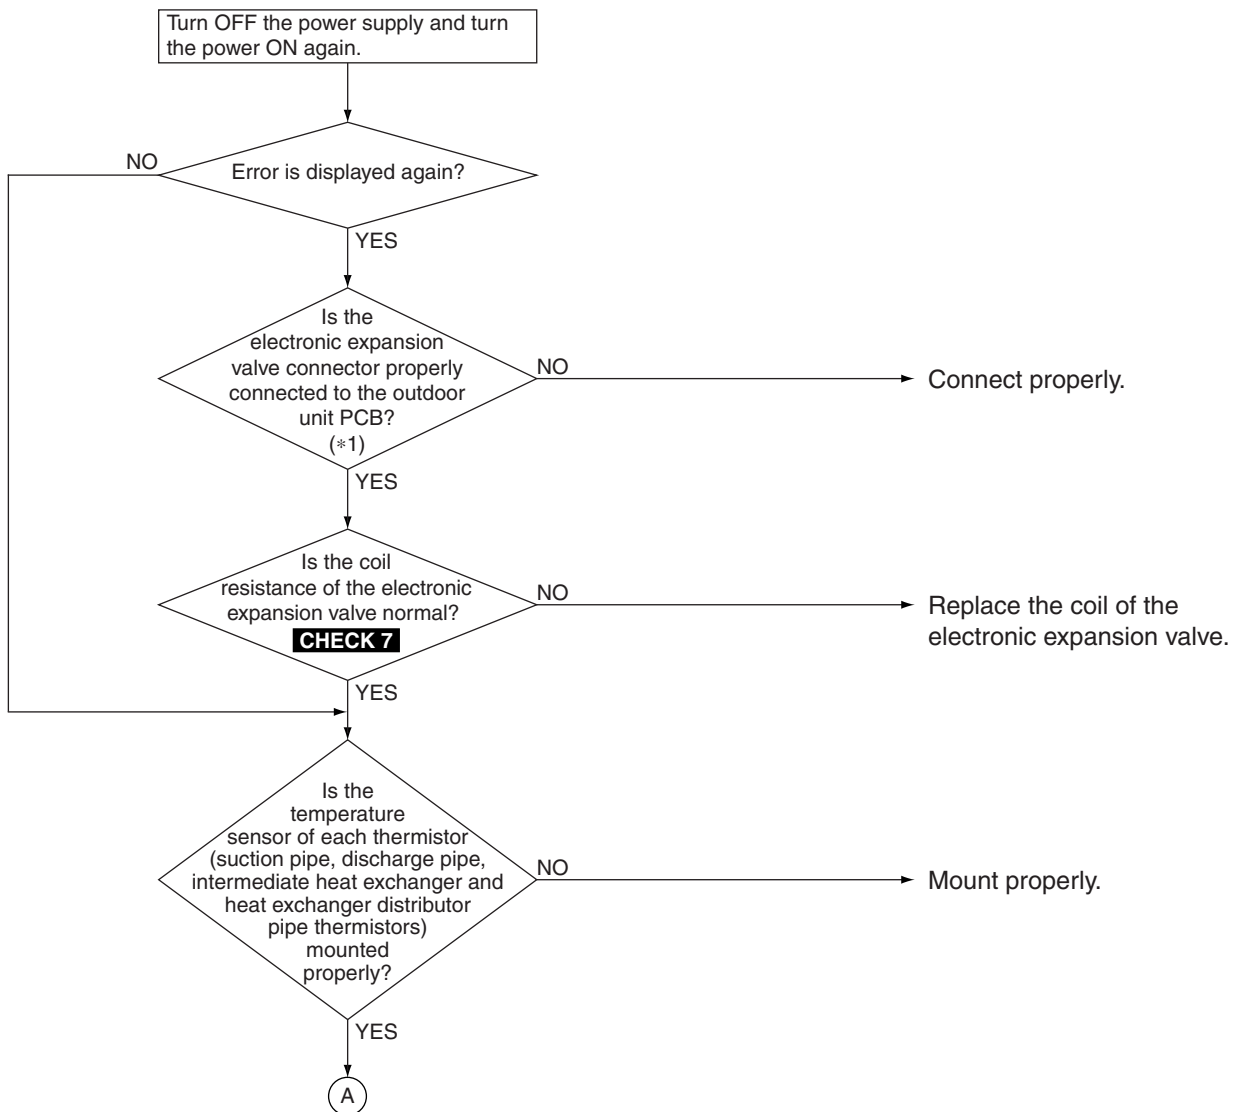 Turn OFF the power supply and turn
the power ON again.
NO
Error is displayed again?
YES
Is the
electronic expansion
valve connector properly
connected to the outdoor
unit PCB?
(*1)
NO
Connect properly.
YES
Is the coil
resistance of the electronic
expansion valve normal?
CHECK 7
NO
Replace the coil of the
electronic expansion valve.
YES
Is the
temperature
sensor of each thermistor
(suction pipe, discharge pipe,
intermediate heat exchanger and
heat exchanger distributor
pipe thermistors)
mounted
properly?
NO
Mount properly.
YES
A